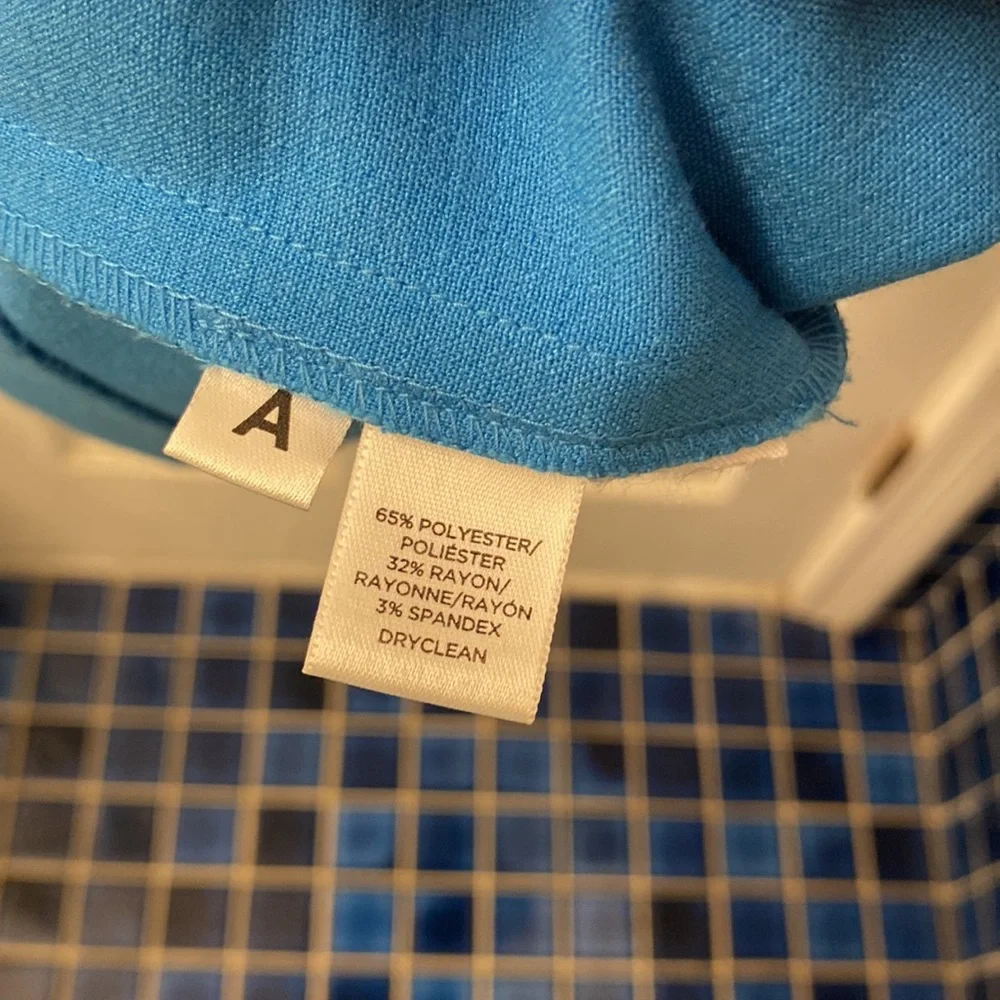 A
65% POLYESTER/
POLIÉSTER
32% RAYON/
RAYONNE/RAYÓN
3% SPANDEX
DRYCLEAN